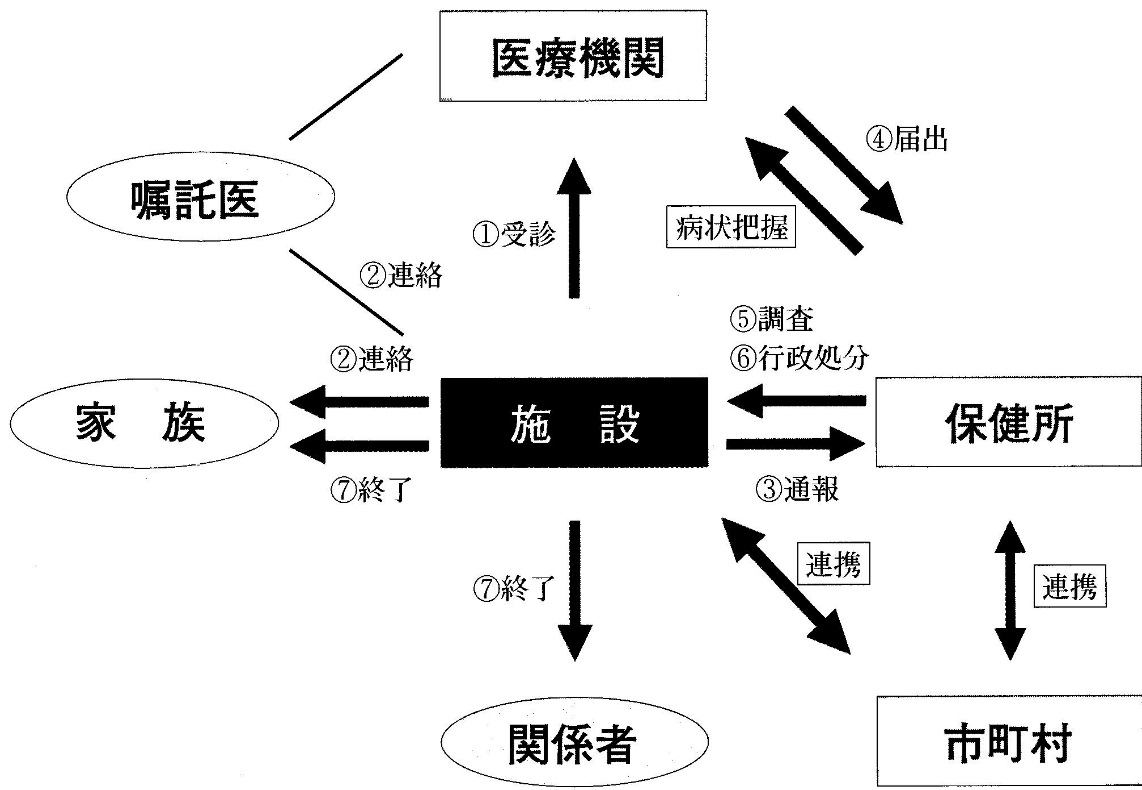 医療機関
④届出
嘱託医
①受診
病状把握
②連絡
⑤調査
②連絡
⑥行政処分
家 族
施 設
保健所
⑦終了
③通報
連携
⑦終了
連携
関係者
市町村